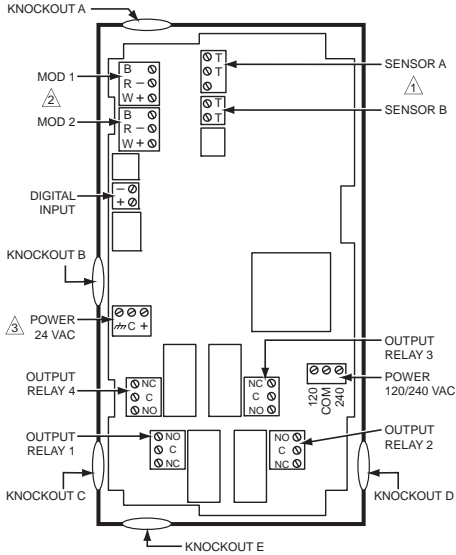 KNOCKOUT A
MOD 1
2
MOD 2
B
R –
W +
B
R –
W +
T
T
T
T
SENSOR A
1
SENSOR B
DIGITAL
INPUT
–
+
KNOCKOUT B
3
POWER
24 VAC
C +
OUTPUT
RELAY 3
POWER
120/240 VAC
120
COM
240
OUTPUT
RELAY 4
NC
C
NO
NC
C
NO
OUTPUT
RELAY 1
NO
C
NC
NO
C
NC
OUTPUT
RELAY 2
KNOCKOUT C
KNOCKOUT D
KNOCKOUT E